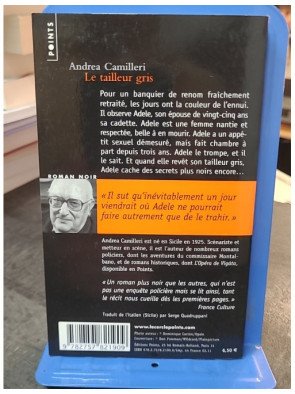 POINTS
Andrea Camilleri
Le tailleur gris
Pour un banquier de renom fraîchement
retraité, les jours ont la couleur de l'ennui.
Il observe Adele, son épouse de vingt-cinq ans
sa cadette. Adele est une femme nantie et
respectée, belle à en mourir. Adele a un appé-
tit sexuel démesuré, mais fait chambre à
part depuis trois ans. Adele le trompe, et il
le sait. Et quand elle revêt son tailleur gris,
Adele cache des secrets plus noirs encore...
ROMAN NOIR
« Il sut qu'inévitablement un jour
viendrait où Adele ne pourrait
faire autrement que de le trahir. »
Andrea Camilleri est né en Sicile en 1925. Scénariste et
metteur en scène, il est l'auteur de nombreux romans
policiers, dont les aventures du commissaire Montal-
bano, et de romans historiques, dont L'Opéra de Vigàta,
disponible en Points.
« Un roman plus noir que les autres, qui n'est
pas une enquête policière mais se lit ainsi, tant
le récit nous cueille dès les premières pages. »
France Culture
Traduit de l'italien (Sicile) par Serge Quadruppani
www.lecerclepoints.com
9 782757 821909
6,50 €